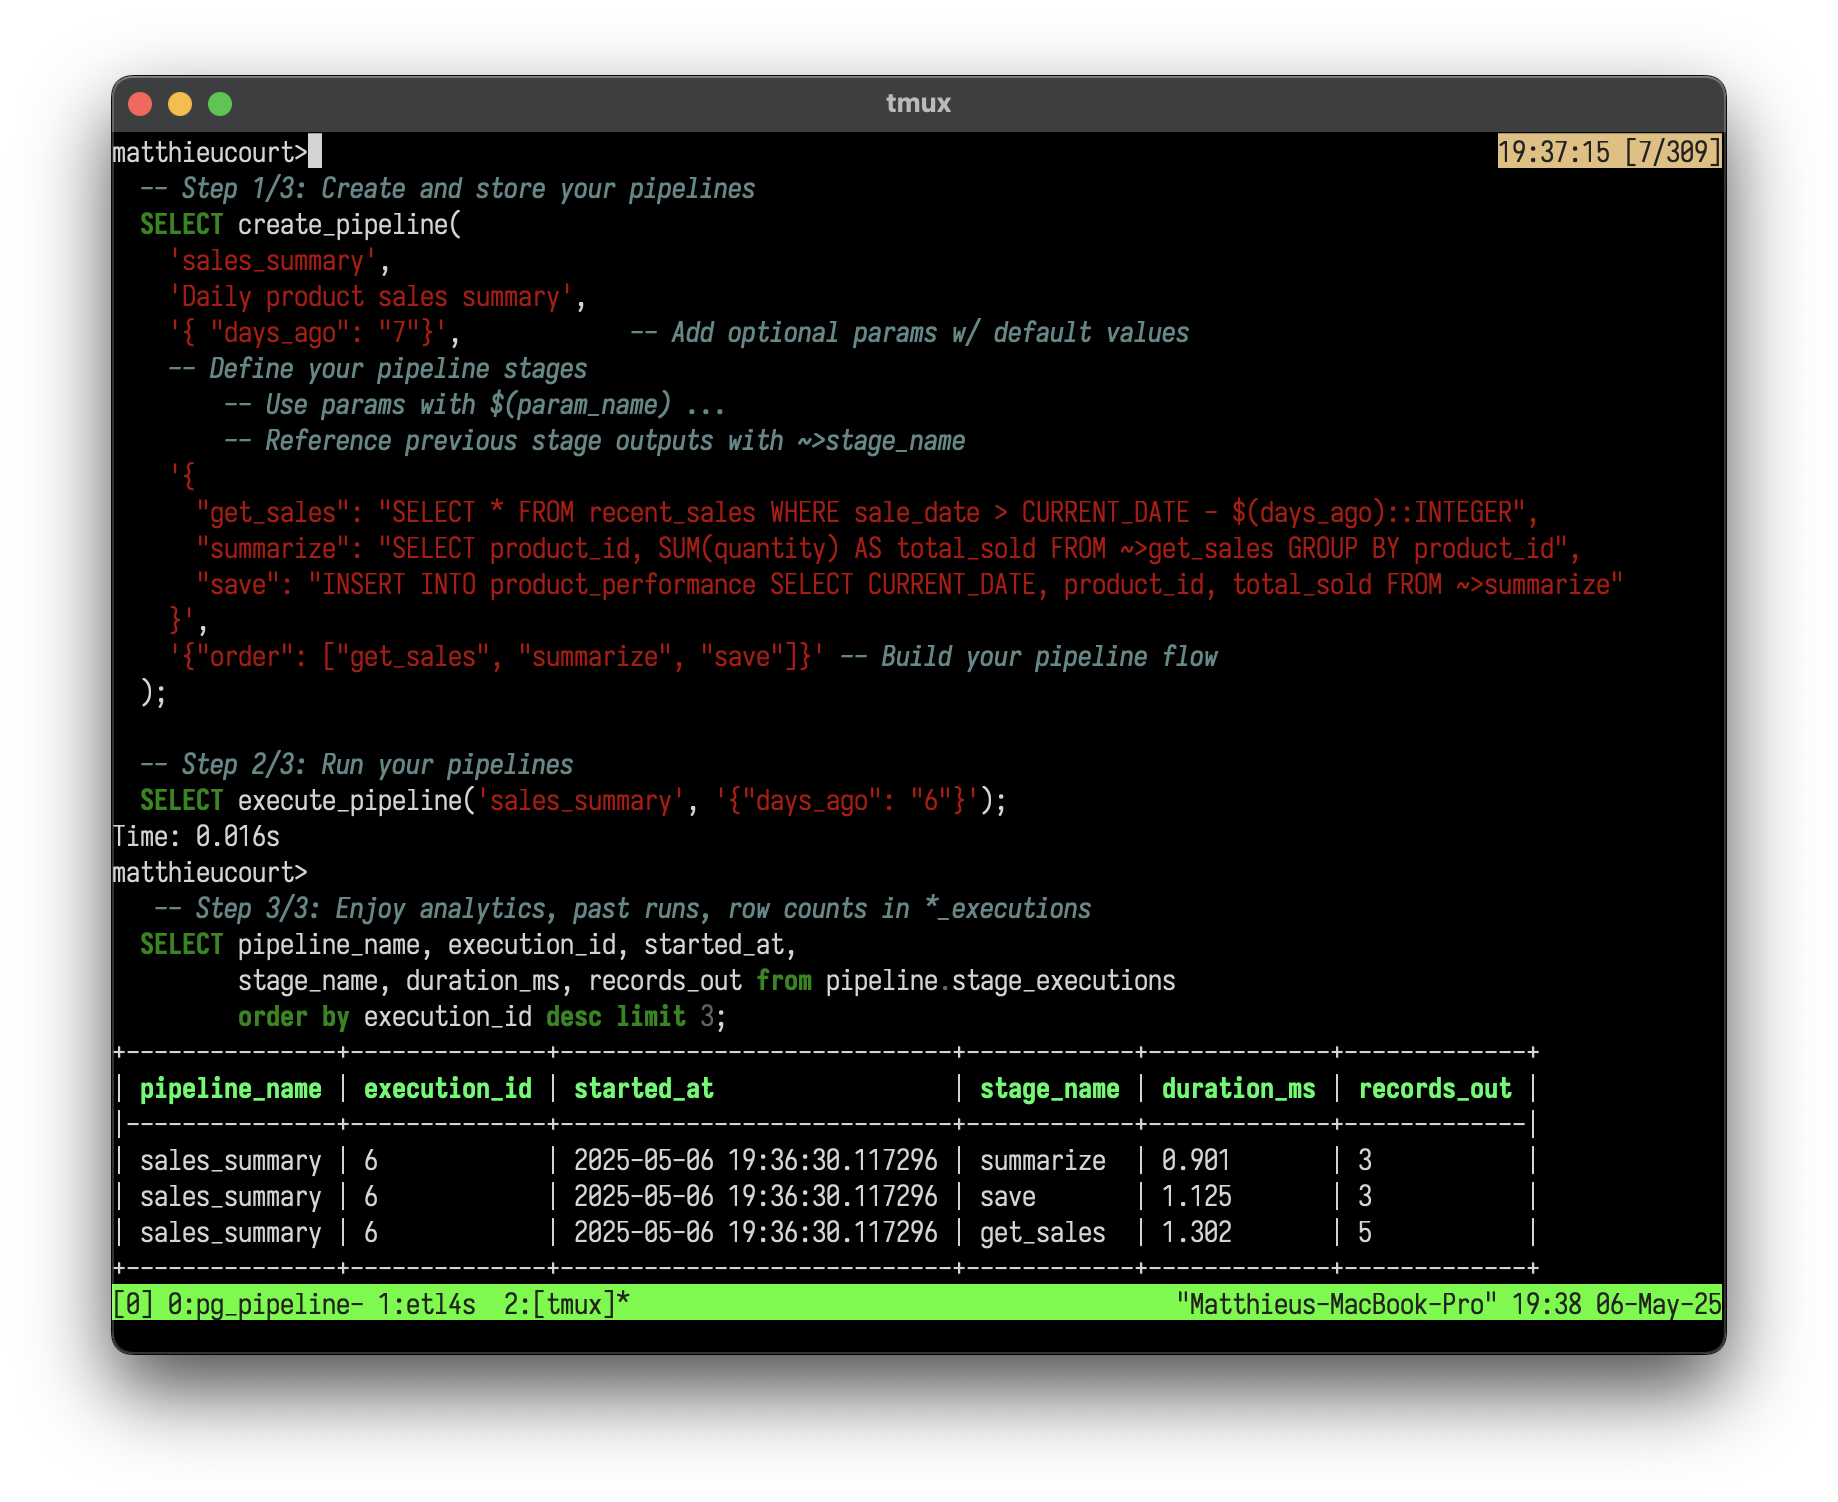 tmux
matthieucourt> 19:37:15 [7/309]
-- Step 1/3: Create and store your pipelines
SELECT create_pipeline(
'sales_summary',
'Daily product sales summary',
'{ "days_ago": "7"}', -- Add optional params w/ default values
-- Define your pipeline stages
-- Use params with $(param_name) ...
-- Reference previous stage outputs with ~>stage_name
'{
"get_sales": "SELECT * FROM recent_sales WHERE sale_date > CURRENT_DATE - $(days_ago)::INTEGER",
"summarize": "SELECT product_id, SUM(quantity) AS total_sold FROM ~>get_sales GROUP BY product_id",
"save": "INSERT INTO product_performance SELECT CURRENT_DATE, product_id, total_sold FROM ~>summarize"
}',
'{"order": ["get_sales", "summarize", "save"]}' -- Build your pipeline flow
);
-- Step 2/3: Run your pipelines
SELECT execute_pipeline('sales_summary', '{"days_ago": "6"}');
Time: 0.016s
matthieucourt>
-- Step 3/3: Enjoy analytics, past runs, row counts in *_executions
SELECT pipeline_name, execution_id, started_at,
stage_name, duration_ms, records_out from pipeline.stage_executions
order by execution_id desc limit 3;
+---------------+--------------+----------------------------+------------+-------------+-------------+
| pipeline_name | execution_id | started_at | stage_name | duration_ms | records_out |
|---------------+--------------+----------------------------+------------+-------------+-------------|
| sales_summary | 6 | 2025-05-06 19:36:30.117296 | summarize | 0.901 | 3 |
| sales_summary | 6 | 2025-05-06 19:36:30.117296 | save | 1.125 | 3 |
| sales_summary | 6 | 2025-05-06 19:36:30.117296 | get_sales | 1.302 | 5 |
+---------------+--------------+----------------------------+------------+-------------+-------------+
[0] 0:pg_pipeline- 1:etl4s 2:[tmux]* "Matthieus-MacBook-Pro" 19:38 06-May-25